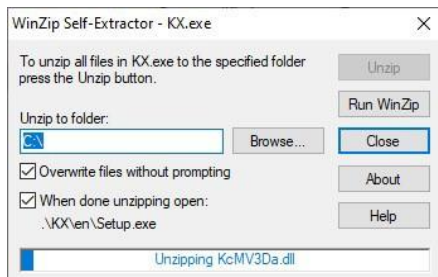 WinZip Self-Extractor - KX.exe
To unzip all files in KX.exe to the specified folder
press the Unzip button.
Unzip
Run WinZip
Unzip to folder:
C:\
Browse...
Close
Overwrite files without prompting
About
When done unzipping open:
.\KX\en\Setup.exe
Help
Unzipping KcMV3Da.dll